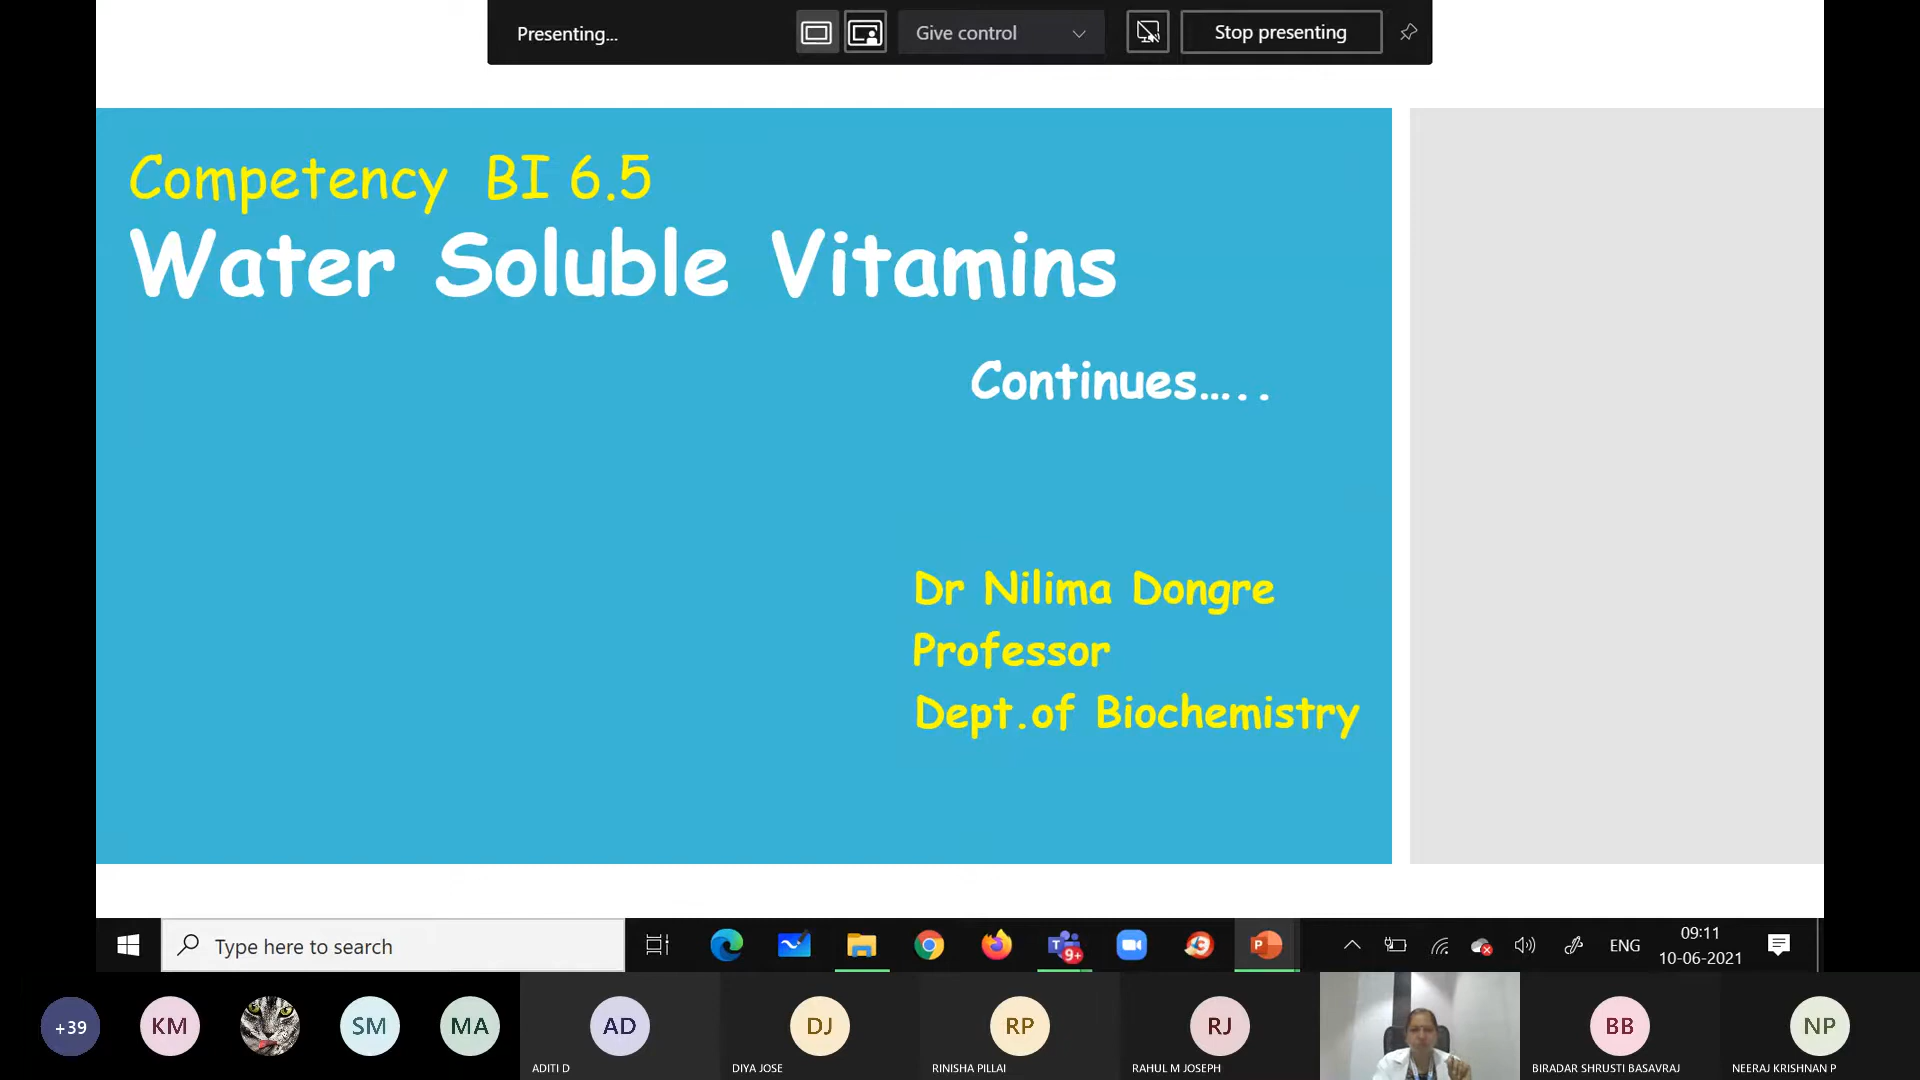 Presenting...
Give control
Stop presenting
Competency BI 6.5
Water Soluble Vitamins
Continues.....
Dr Nilima Dongre
Professor
Dept.of Biochemistry
Type here to search
T
9+
P
ENG
09:11
10-06-2021
+39
KM
SM
MA
AD
DJ
RP
RJ
BB
NP
ADITI D
DIYA JOSE
RINISHA PILLAI
RAHUL M JOSEPH
BIRADAR SHRUSTI BASAVRAJ
NEERAJ KRISHNAN P